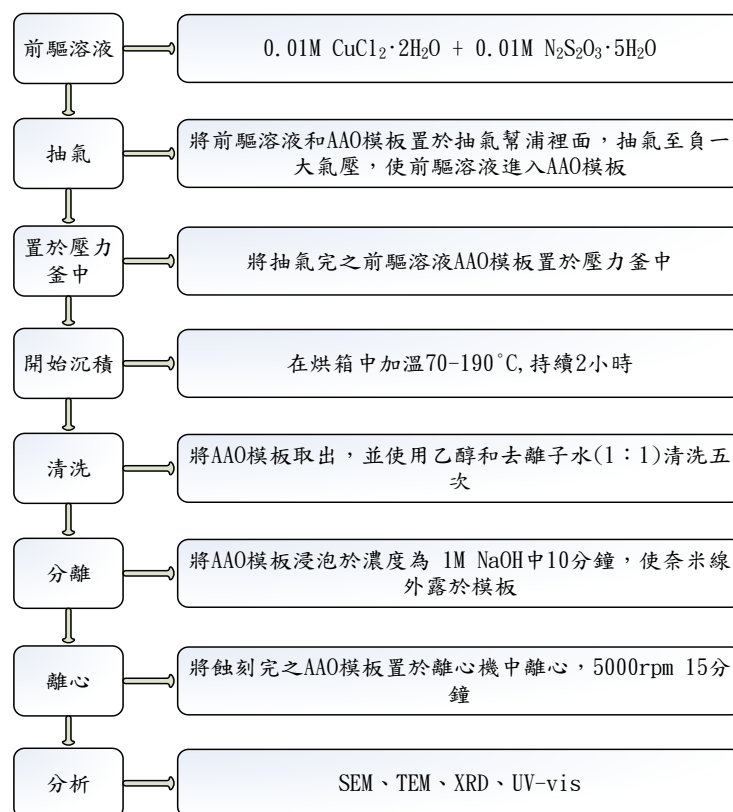 前驅溶液
0.01M CuCl₂·2H₂O + 0.01M N₂S₂O₃·5H₂O
抽氣
將前驅溶液和AAO模板置於抽氣幫浦裡面，抽氣至負一
大氣壓，使前驅溶液進入AAO模板
置於壓力
釜中
將抽氣完之前驅溶液AAO模板置於壓力釜中
開始沉積
在烘箱中加溫70-190°C,持續2小時
清洗
將AAO模板取出，並使用乙醇和去離子水(1：1)清洗五
次
分離
將AAO模板浸泡於濃度為 1M NaOH中10分鐘，使奈米線
外露於模板
離心
將蝕刻完之AAO模板置於離心機中離心，5000rpm 15分
鐘
分析
SEM、TEM、XRD、UV-vis